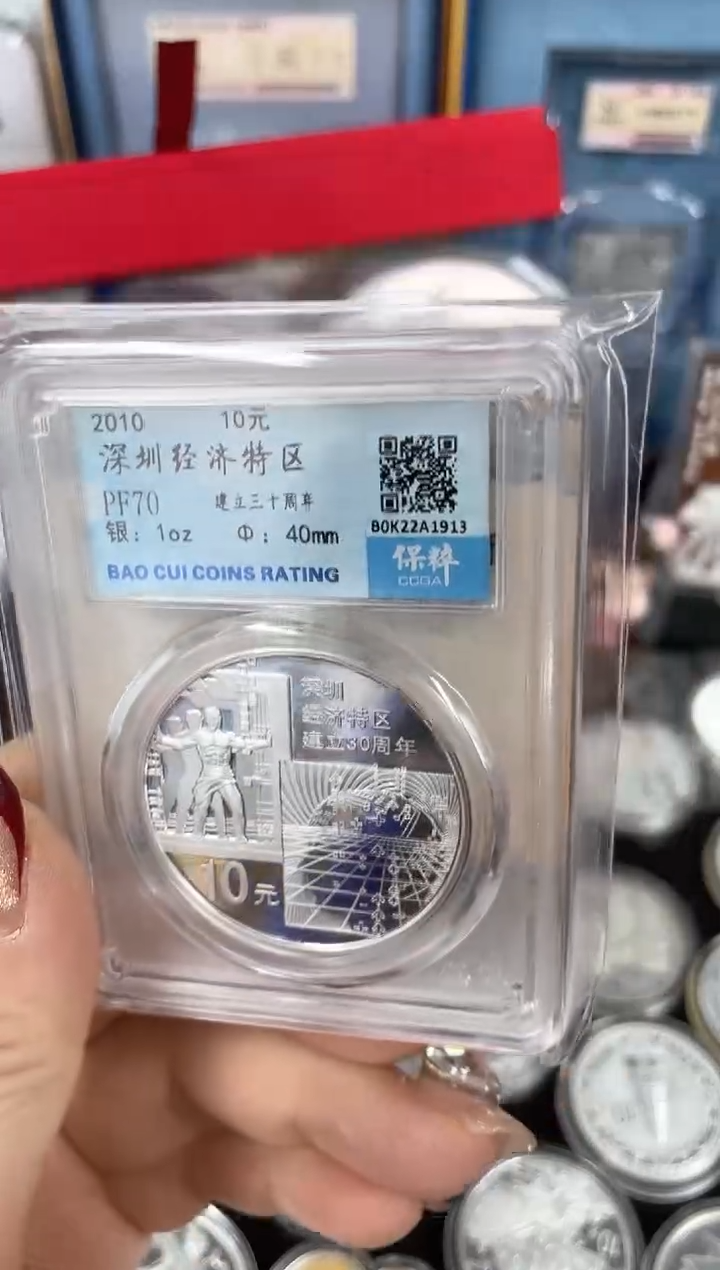 2010 10元
深圳经济特区
PF70 建立三十周年
银: 1oz Φ: 40mm
BAO CUI COINS RATING
B0K22A1913
保粹
CCGA
深圳
经济特区
建立30周年
10元